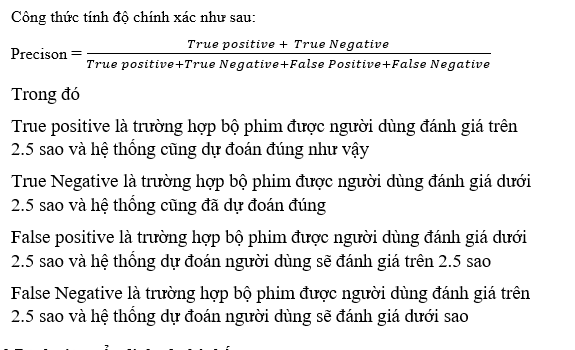 Công thức tính độ chính xác như sau:
Precison = True positive + True Negative / True positive+True Negative+False Positive+False Negative
Trong đó
True positive là trường hợp bộ phim được người dùng đánh giá trên
2.5 sao và hệ thống cũng dự đoán đúng như vậy
True Negative là trường hợp bộ phim được người dùng đánh giá dưới
2.5 sao và hệ thống cũng đã dự đoán đúng
False positive là trường hợp bộ phim được người dùng đánh giá dưới
2.5 sao và hệ thống dự đoán người dùng sẽ đánh giá trên 2.5 sao
False Negative là trường hợp bộ phim được người dùng đánh giá trên
2.5 sao và hệ thống dự đoán người dùng sẽ đánh giá dưới sao